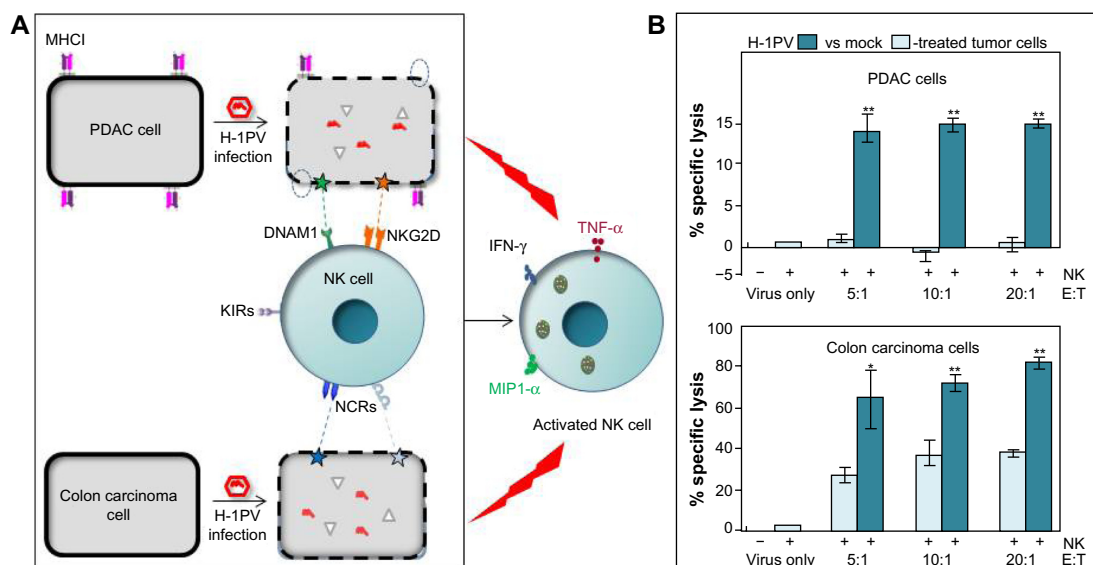 A
MHCI
PDAC cell
H-1PV
infection
DNAM1
NKG2D
NK cell
KIRs
NCRs
Colon carcinoma
cell
H-1PV
infection
IFN-γ
TNF-α
MIP1-α
Activated NK cell
B
H-1PV vs mock -treated tumor cells
PDAC cells
% specific lysis
15
10
5
0
−5
** ** **
− + + + + + + + NK
Virus only 5:1 10:1 20:1 E:T
Colon carcinoma cells
% specific lysis
100
80
60
40
20
0
* ** **
− + + + + + + + NK
Virus only 5:1 10:1 20:1 E:T